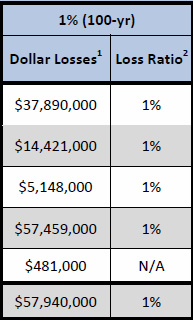 1% (100-yr)
Dollar Losses¹ Loss Ratio²
$37,890,000 1%
$14,421,000 1%
$5,148,000 1%
$57,459,000 1%
$481,000 N/A
$57,940,000 1%